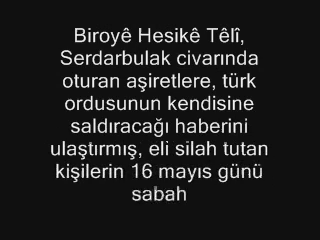 Biroyê Hesikê Têlî,
Serdarbulak civarında
oturan aşiretlere, türk
ordusunun kendisine
saldıracağı haberini
ulaştırmış, eli silah tutan
kişilerin 16 mayıs günü
sabah